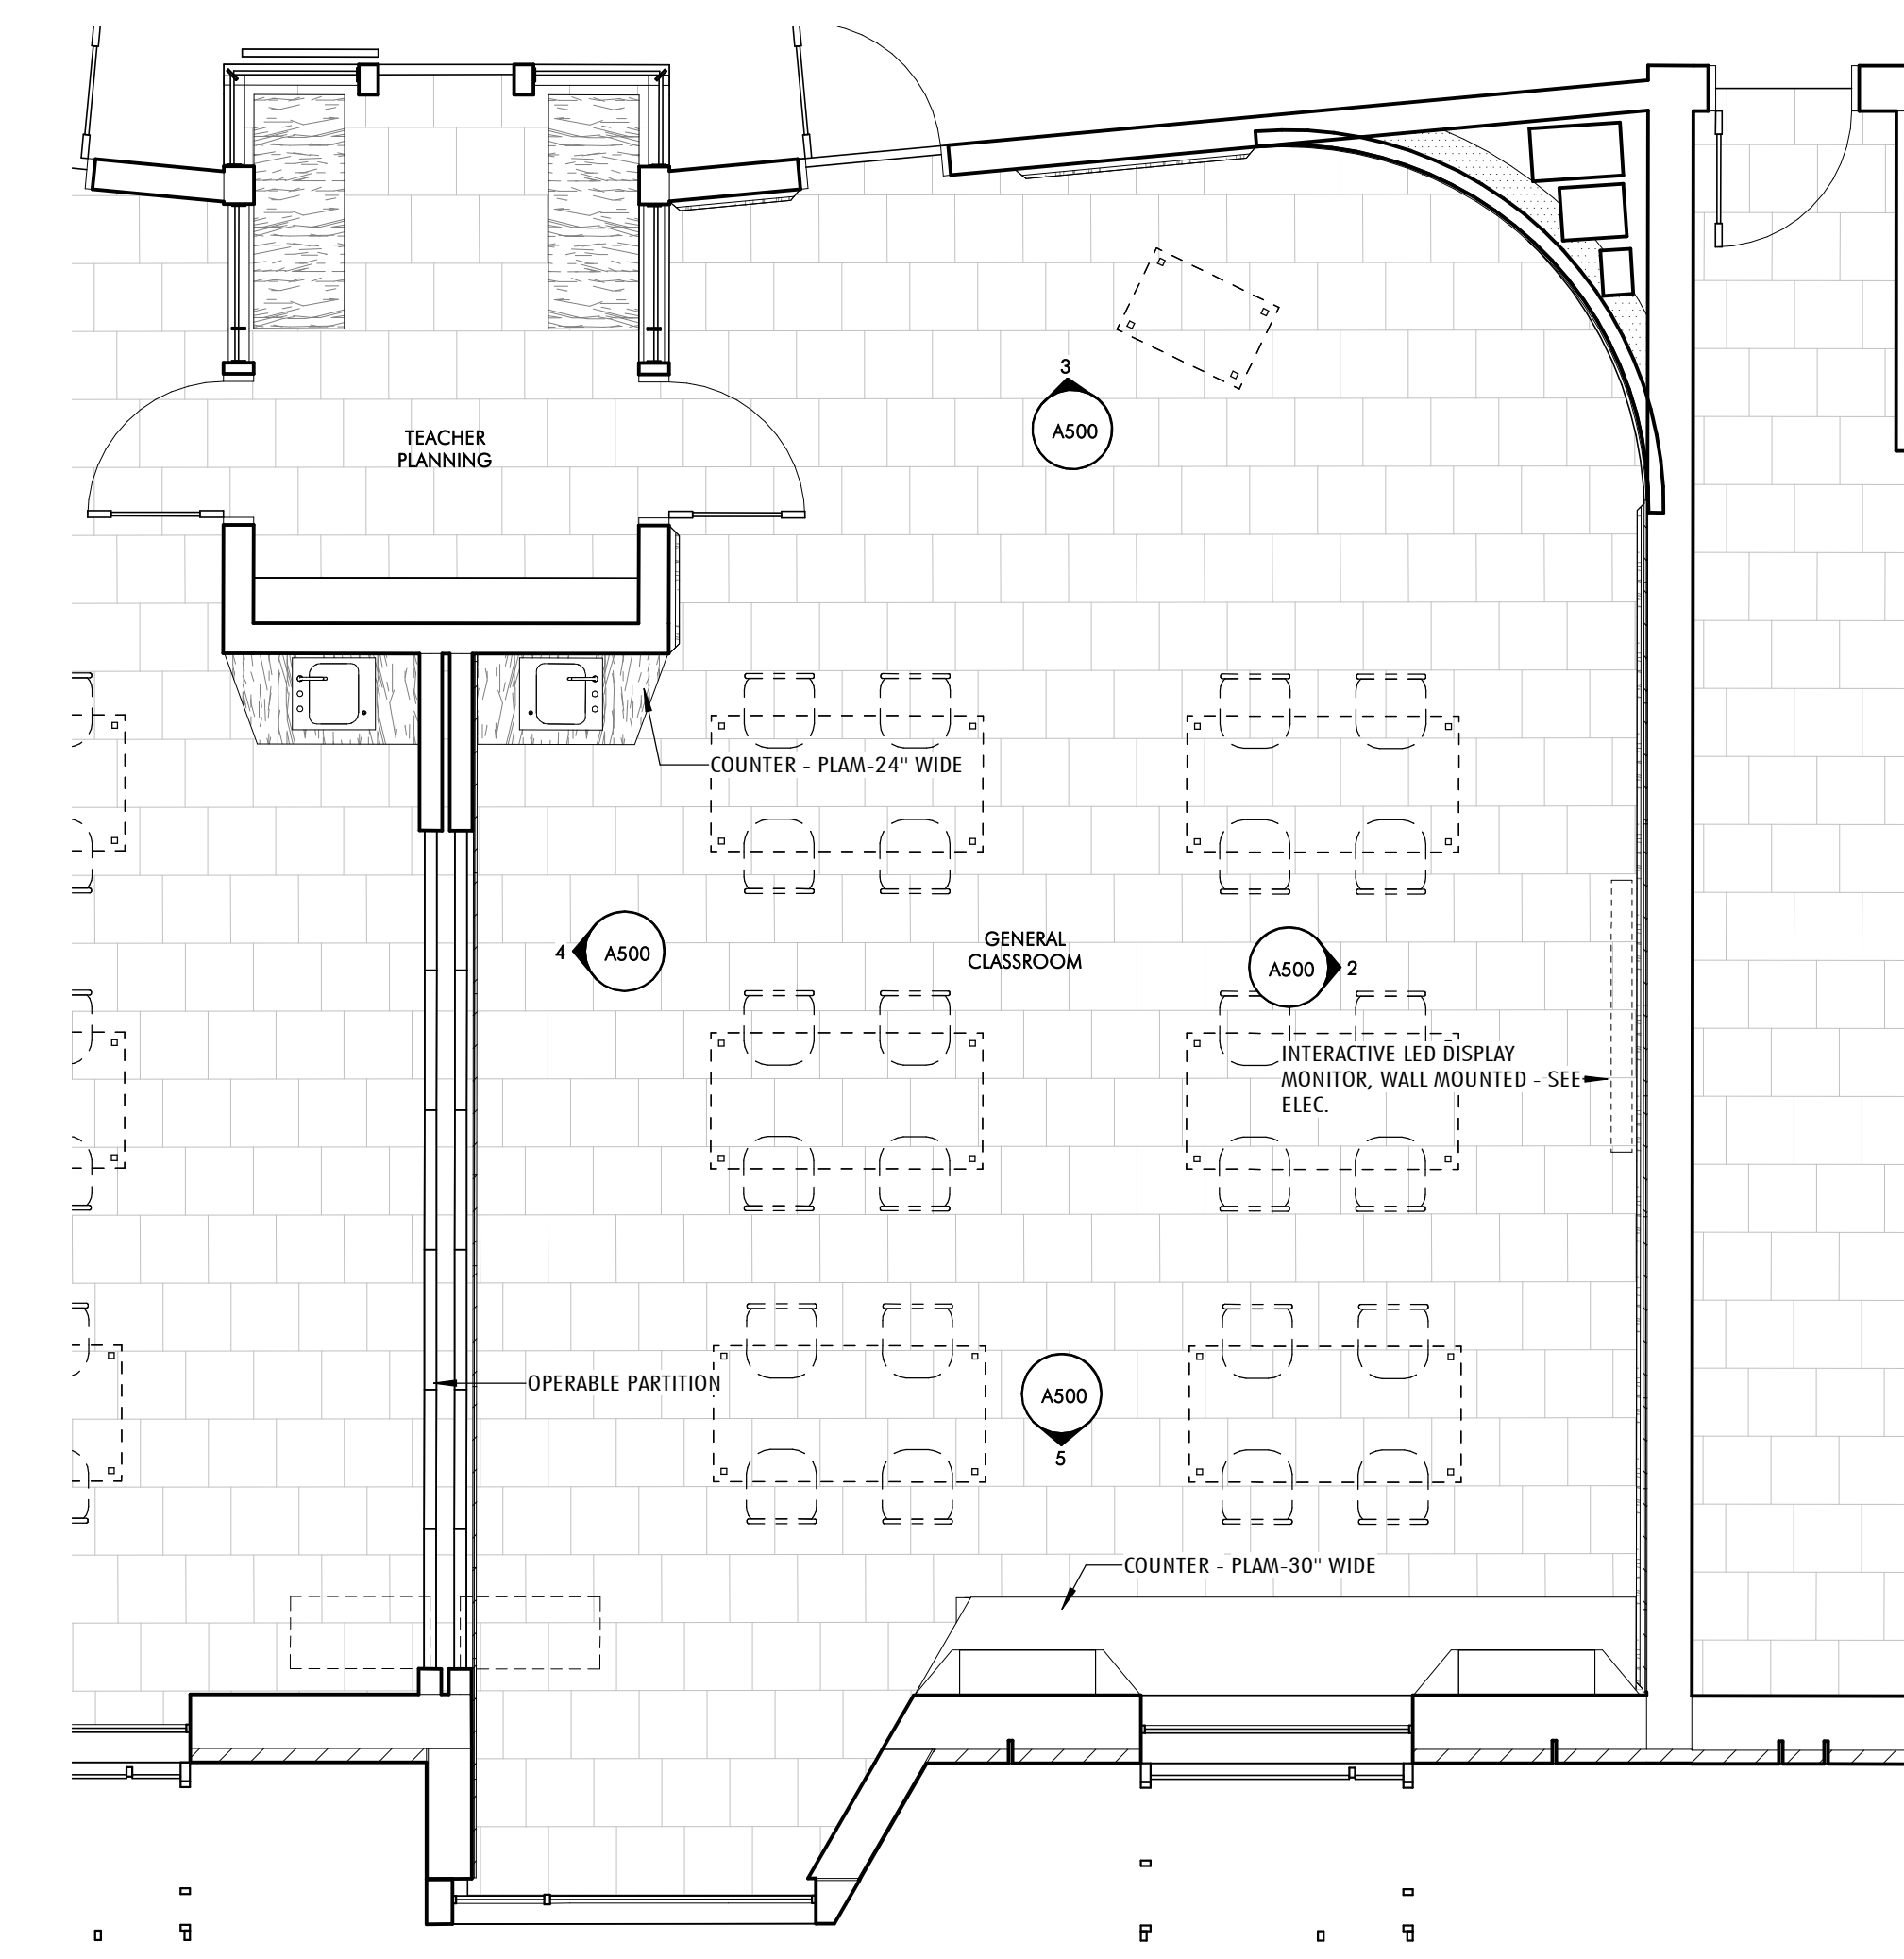 3
A500
TEACHER
PLANNING
COUNTER - PLAM-24" WIDE
4
A500
GENERAL
CLASSROOM
A500
2
INTERACTIVE LED DISPLAY
MONITOR, WALL MOUNTED - SEE
ELEC.
OPERABLE PARTITION
A500
5
COUNTER - PLAM-30" WIDE